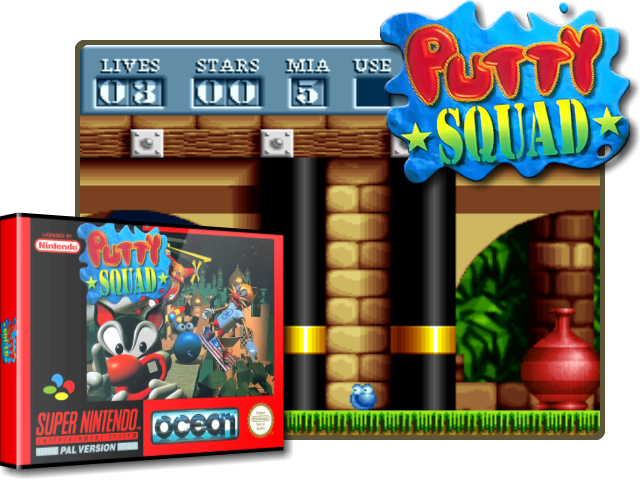 LIVES STARS MIA USE
03 00 5
PUTTY
SQUAD
LICENSED BY
Nintendo
PUTTY
SQUAD
SUPER NINTENDO
ENTERTAINMENT SYSTEM
PAL VERSION
ocean